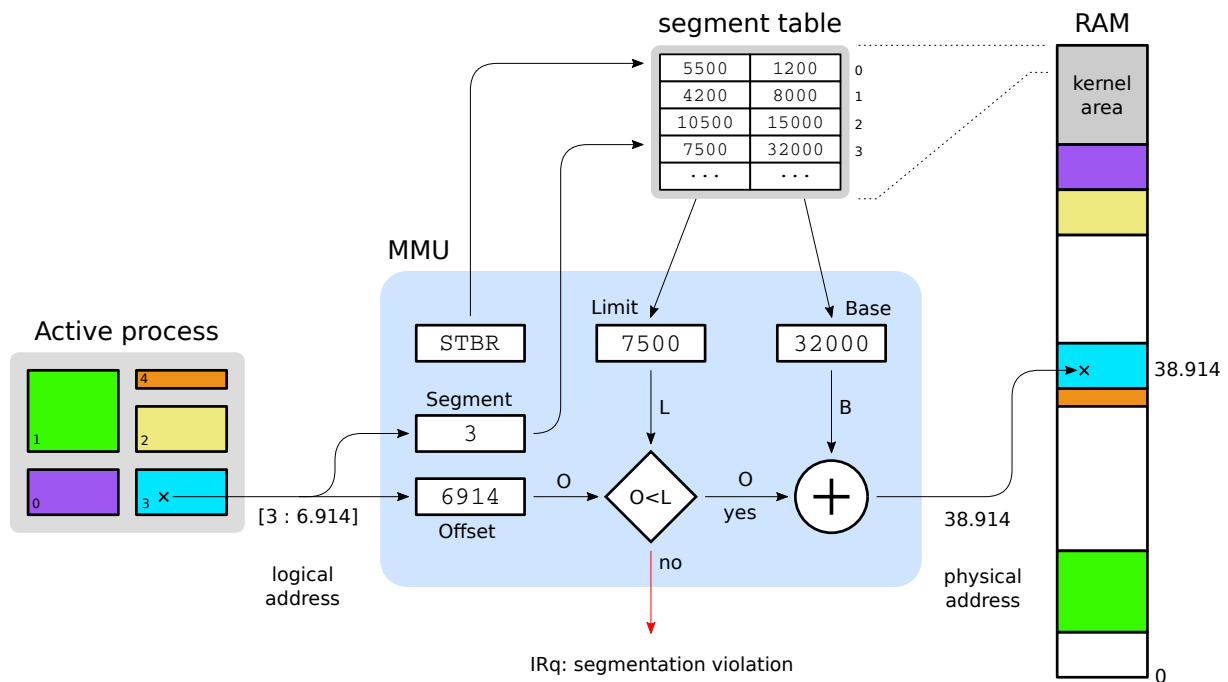 segment table
RAM
5500 1200 0
4200 8000 1
10500 15000 2
7500 32000 3
... ...
kernel
area
MMU
Limit
Base
STBR
7500
32000
Active process
4
1
2
0
3
Segment
3
L
B
38.914
6914
O
O<L
O
yes
Offset
[3 : 6.914]
38.914
no
logical
address
physical
address
IRq: segmentation violation
0